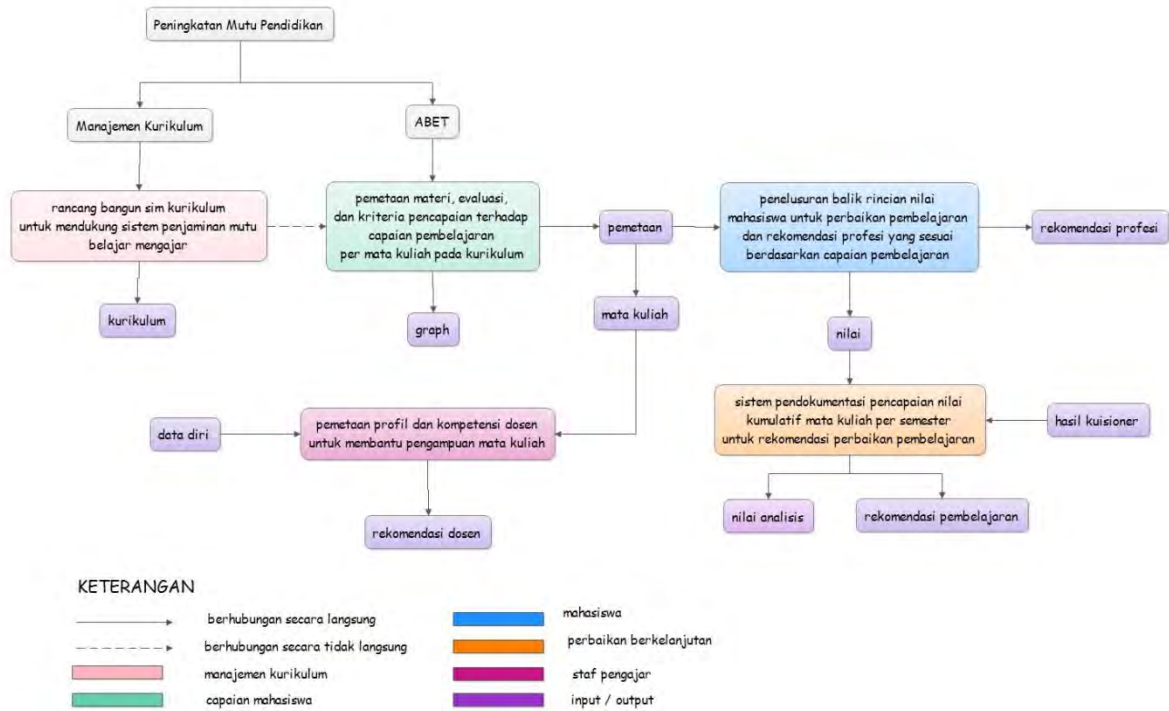 Peningkatan Mutu Pendidikan
Manajemen Kurikulum
ABET
rancang bangun sim kurikulum
untuk mendukung sistem penjaminan mutu
belajar mengajar
pemetaan materi, evaluasi,
dan kriteria pencapaian terhadap
capaian pembelajaran
per mata kuliah pada kurikulum
pemetaan
penelusuran balik rincian nilai
mahasiswa untuk perbaikan pembelajaran
dan rekomendasi profesi yang sesuai
berdasarkan capaian pembelajaran
rekomendasi profesi
kurikulum
graph
mata kuliah
nilai
data diri
pemetaan profil dan kompetensi dosen
untuk membantu pengampuan mata kuliah
sistem pendokumentasi pencapaian nilai
kumulatif mata kuliah per semester
untuk rekomendasi perbaikan pembelajaran
hasil kuisioner
rekomendasi dosen
nilai analisis
rekomendasi pembelajaran
KETERANGAN
berhubungan secara langsung
berhubungan secara tidak langsung
manajemen kurikulum
capaian mahasiswa
mahasiswa
perbaikan berkelanjutan
staf pengajar
input / output